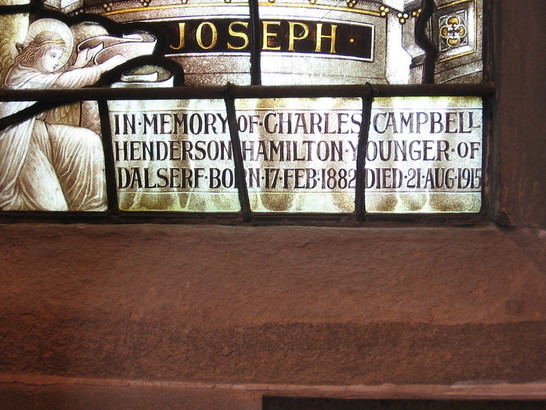 JOSEPH
IN·MEMORY OF·CHARLES CAMPBELL
HENDERSON HAMILTON·YOUNGER·OF
DALSERF·BORN·17·FEB·1882 DIED·21·AUG·1915